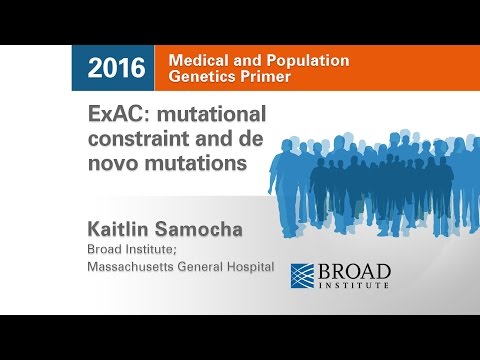 2016
Medical and Population
Genetics Primer
ExAC: mutational
constraint and de
novo mutations
Kaitlin Samocha
Broad Institute;
Massachusetts General Hospital
BROAD
INSTITUTE